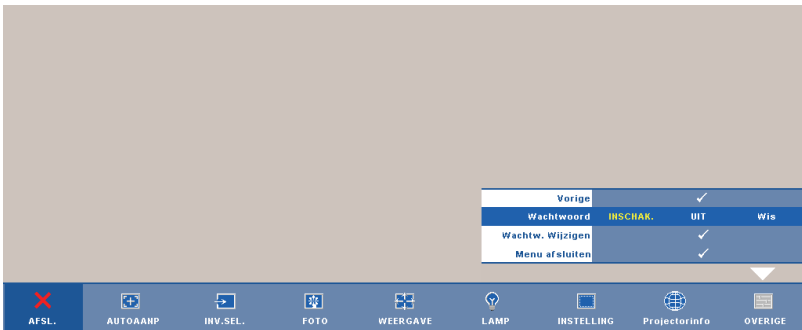 Vorige
Wachtwoord INSCHAK. UIT Wis
Wachtw. Wijzigen
Menu afsluiten
AFSL. AUTOAANP INV.SEL. FOTO WEERGAVE LAMP INSTELLING Projectorinfo OVERIGE